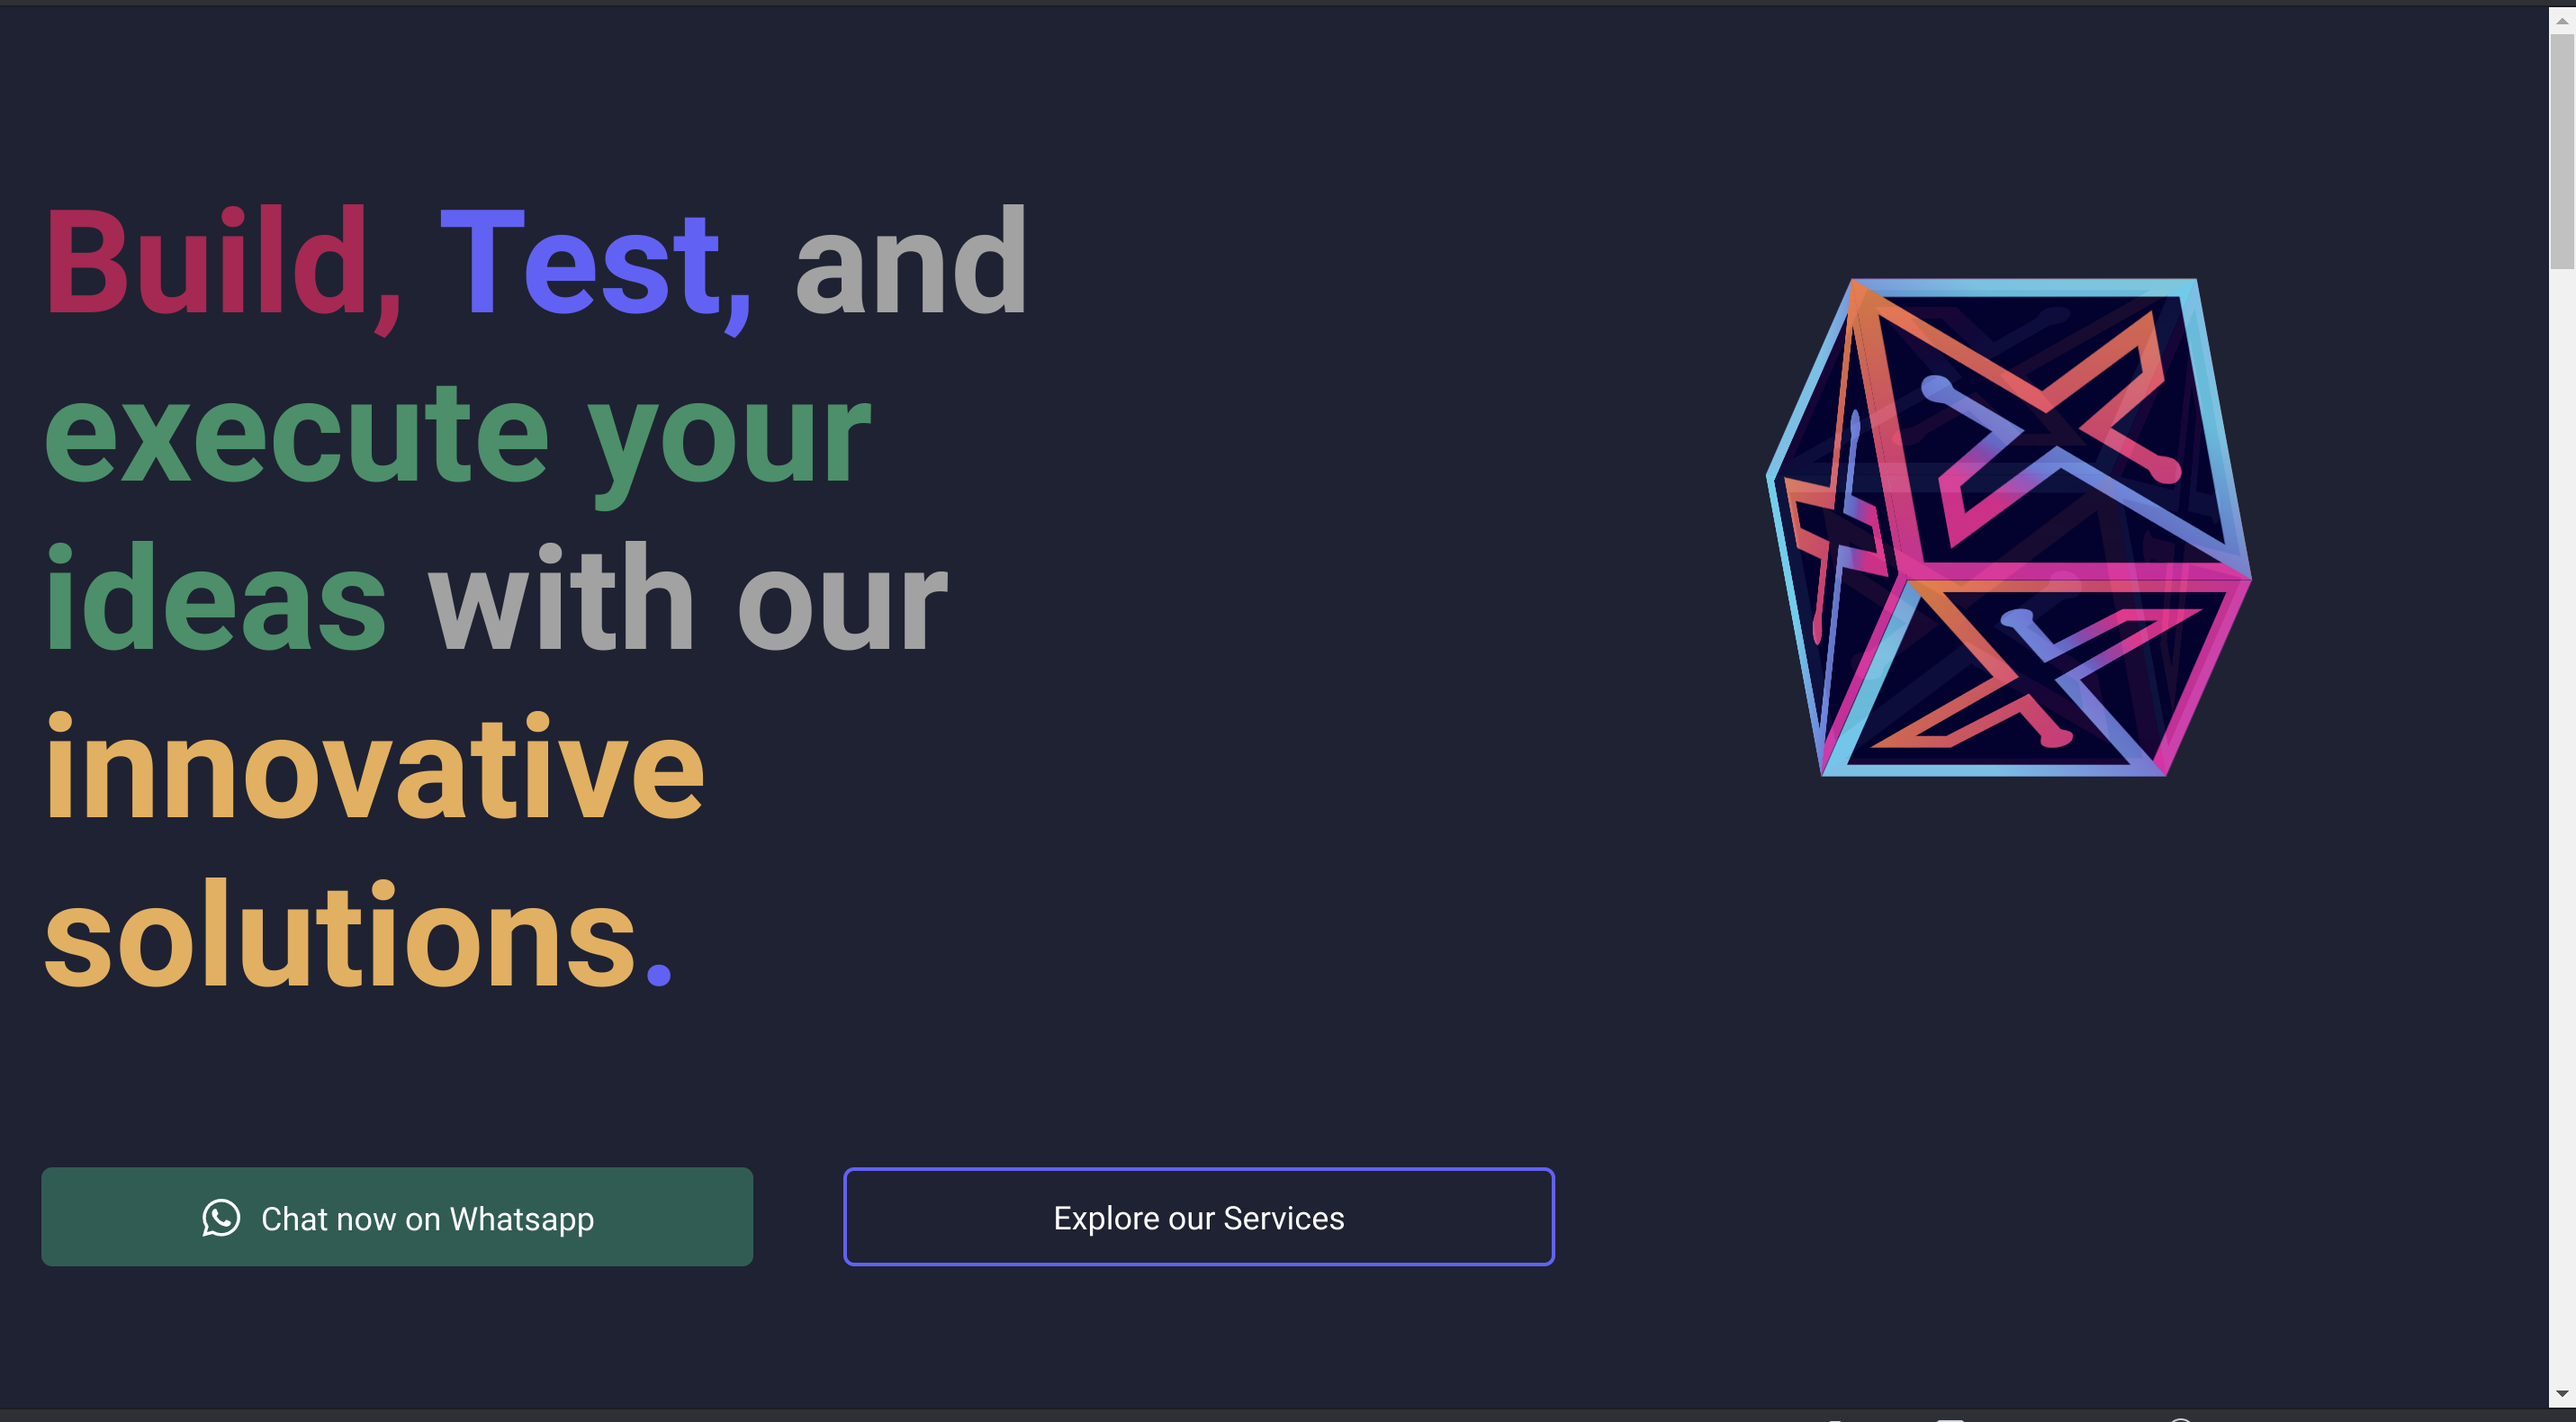 Build, Test, and
execute your
ideas with our
innovative
solutions.
Chat now on Whatsapp
Explore our Services